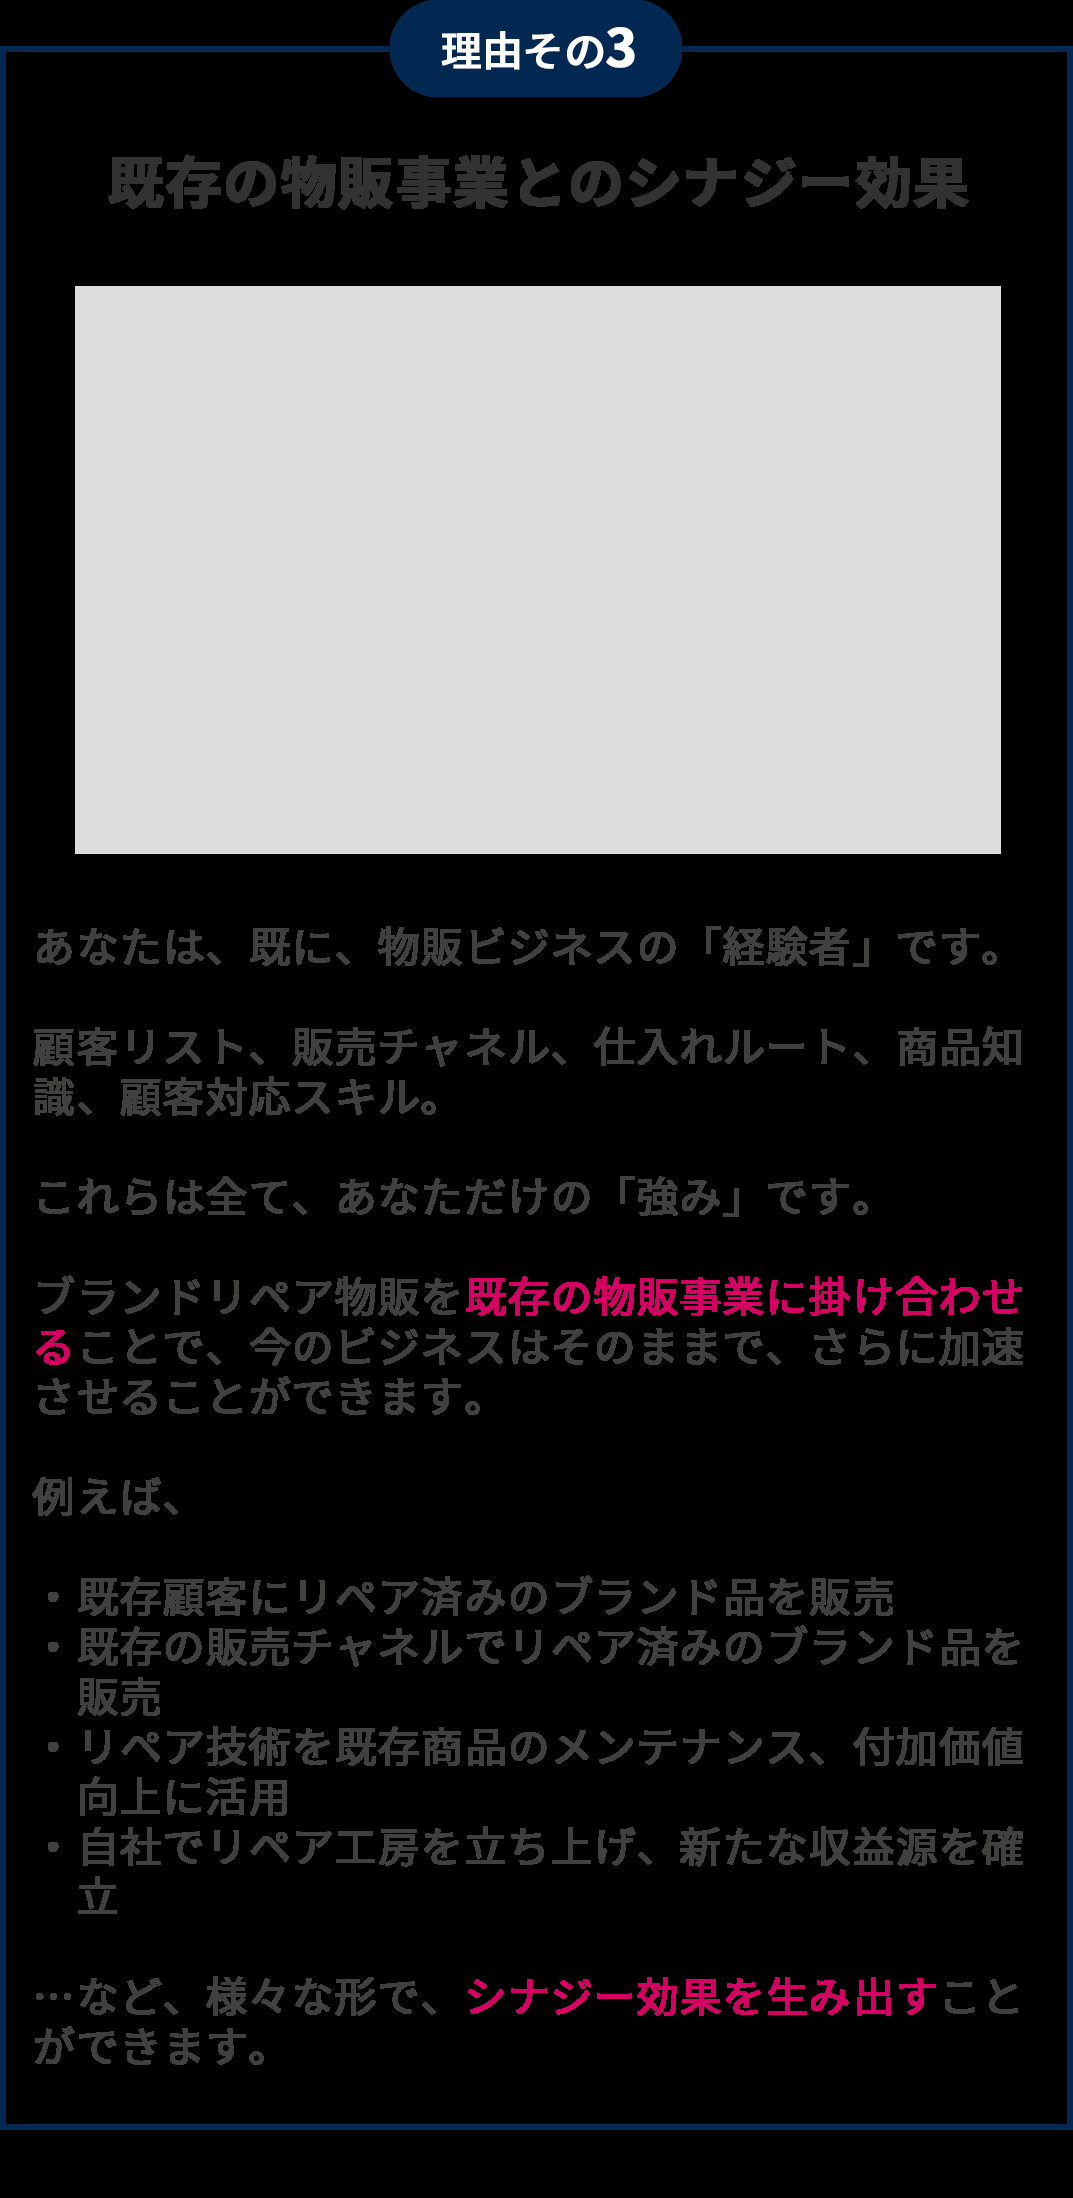 理由その3
既存の物販事業とのシナジー効果
あなたは、既に、物販ビジネスの「経験者」です。
顧客リスト、販売チャネル、仕入れルート、商品知
識、顧客対応スキル。
これらは全て、あなただけの「強み」です。
ブランドリペア物販を既存の物販事業に掛け合わせ
ることで、今のビジネスはそのままで、さらに加速
させることができます。
例えば、
・既存顧客にリペア済みのブランド品を販売
・既存の販売チャネルでリペア済みのブランド品を
販売
・リペア技術を既存商品のメンテナンス、付加価値
向上に活用
・自社でリペア工房を立ち上げ、新たな収益源を確
立
…など、様々な形で、シナジー効果を生み出すこと
ができます。